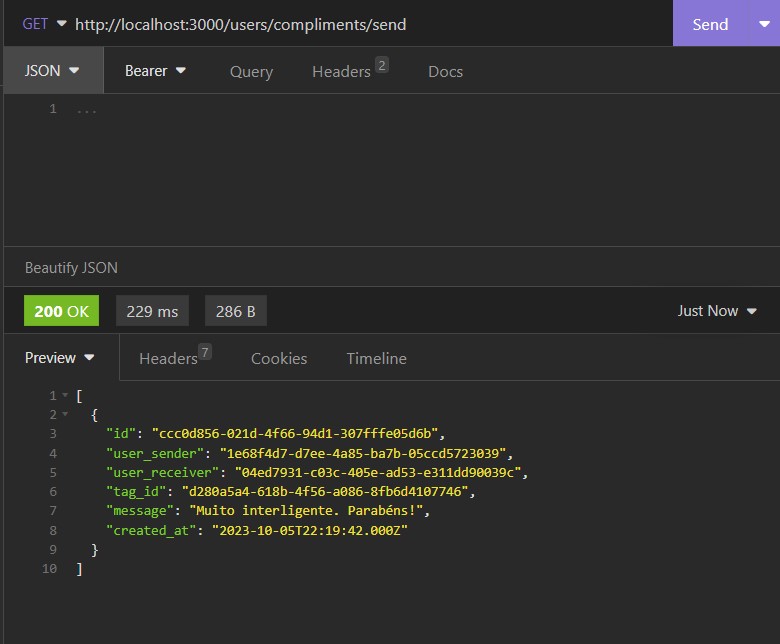 GET http://localhost:3000/users/compliments/send Send
JSON Bearer Query Headers 2 Docs
1 ...
Beautify JSON
200 OK 229 ms 286 B Just Now
Preview Headers 7 Cookies Timeline
1 [
2 {
3 "id": "ccc0d856-021d-4f66-94d1-307fffe05d6b",
4 "user_sender": "1e68f4d7-d7ee-4a85-ba7b-05ccd5723039",
5 "user_receiver": "04ed7931-c03c-405e-ad53-e311dd90039c",
6 "tag_id": "d280a5a4-618b-4f56-a086-8fb6d4107746",
7 "message": "Muito interligente. Parabéns!",
8 "created_at": "2023-10-05T22:19:42.000Z"
9 }
10 ]